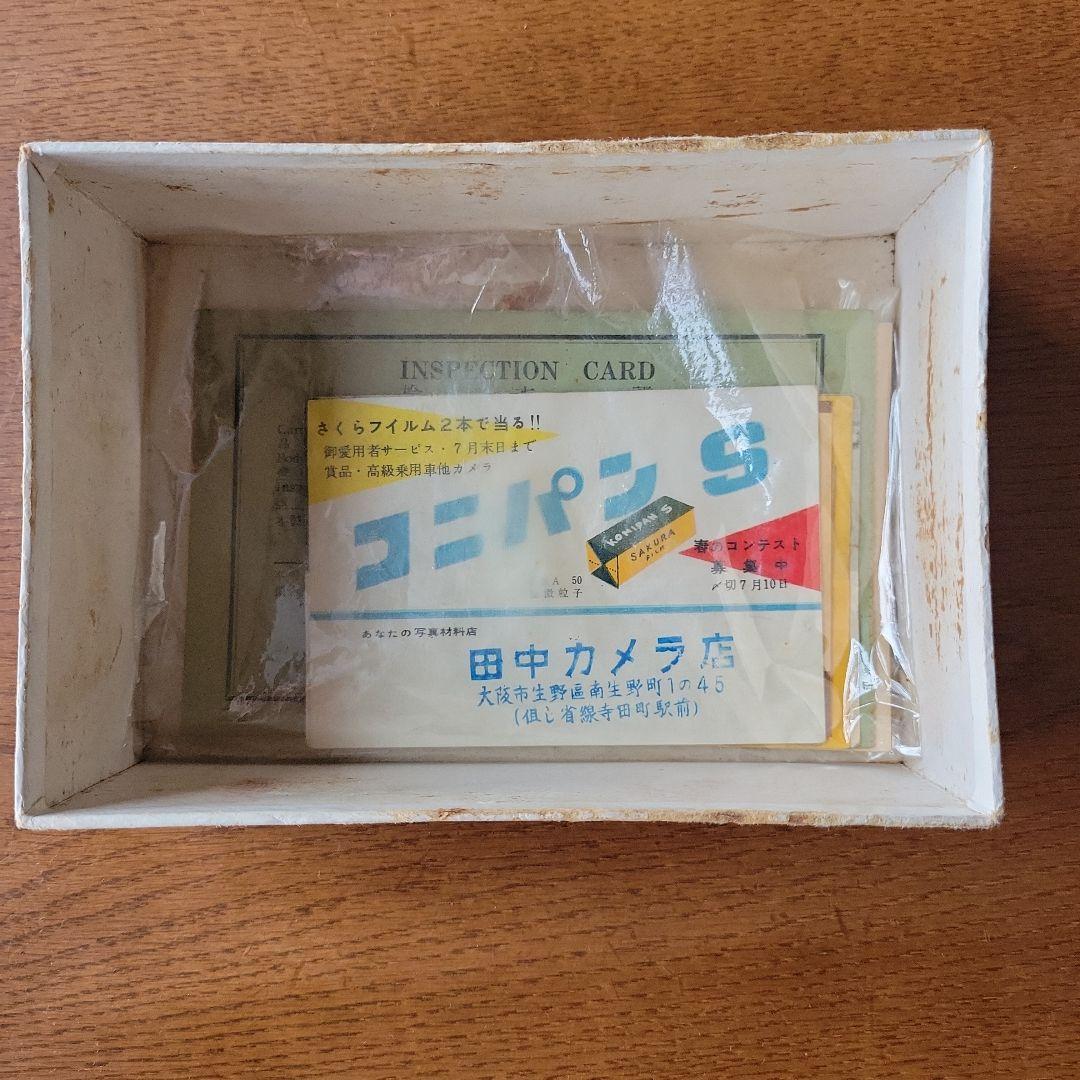 INSPECTION CARD
さくらフイルム2本で当る!!
御愛用者サービス・7月末日まで
賞品・高級乗用車他カメラ
コニパン S
KONIPAN S
SAKURA
FILM
A 50
微粒子
春のコンテスト
募集中
〆切7月10日
あなたの写真材料店
田中カメラ店
大阪市生野區南生野町1の45
(但し省線寺田町駅前)